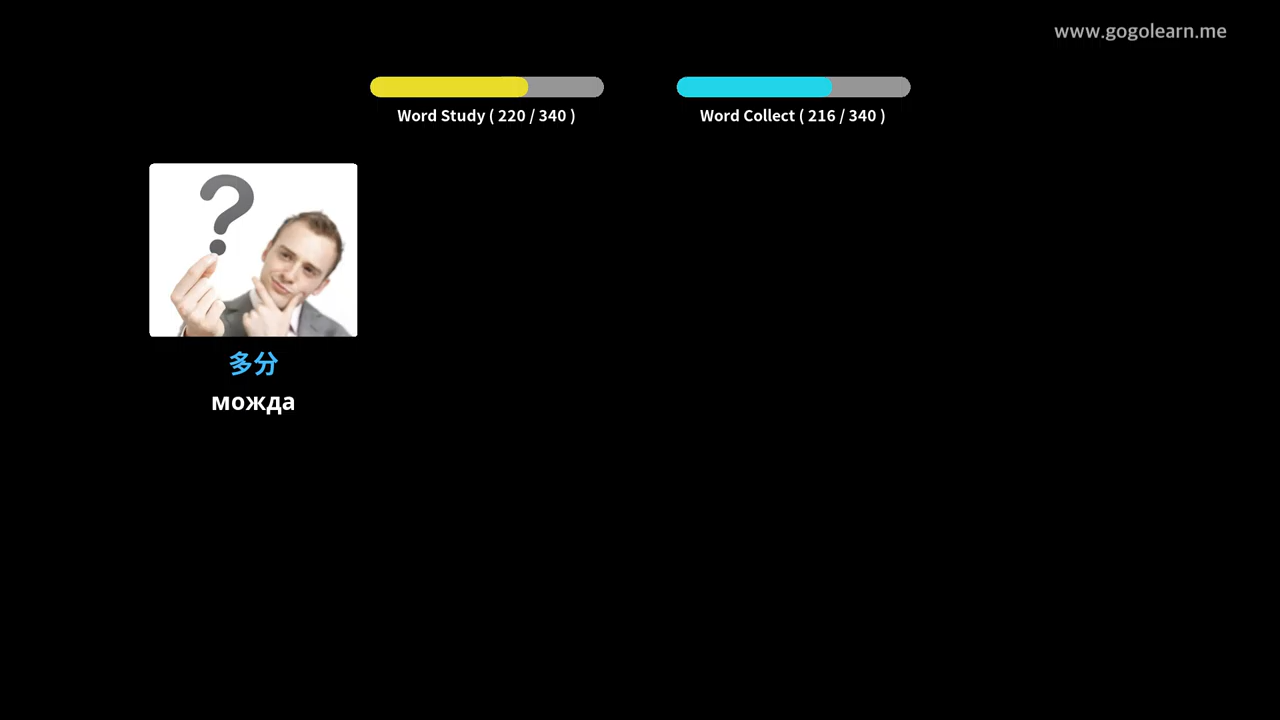 www.gogolearn.me
Word Study ( 220 / 340 )
Word Collect ( 216 / 340 )
?
多分
можда